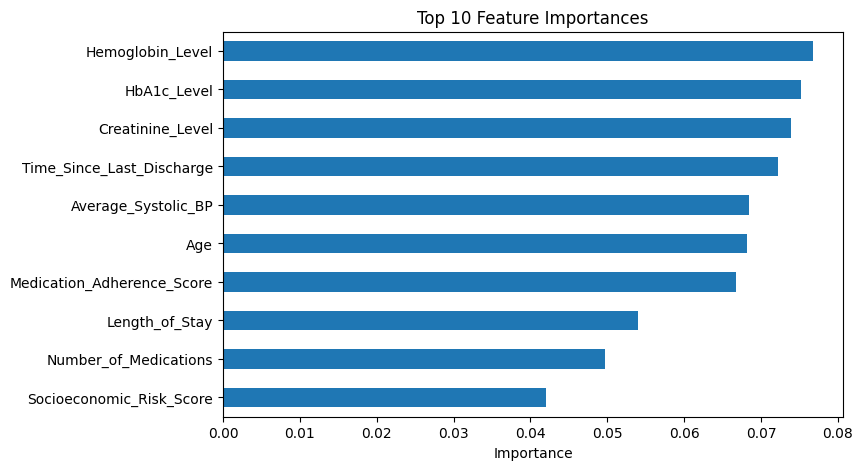 Top 10 Feature Importances
Hemoglobin_Level
HbA1c_Level
Creatinine_Level
Time_Since_Last_Discharge
Average_Systolic_BP
Age
Medication_Adherence_Score
Length_of_Stay
Number_of_Medications
Socioeconomic_Risk_Score
0.00 0.01 0.02 0.03 0.04 0.05 0.06 0.07 0.08
Importance